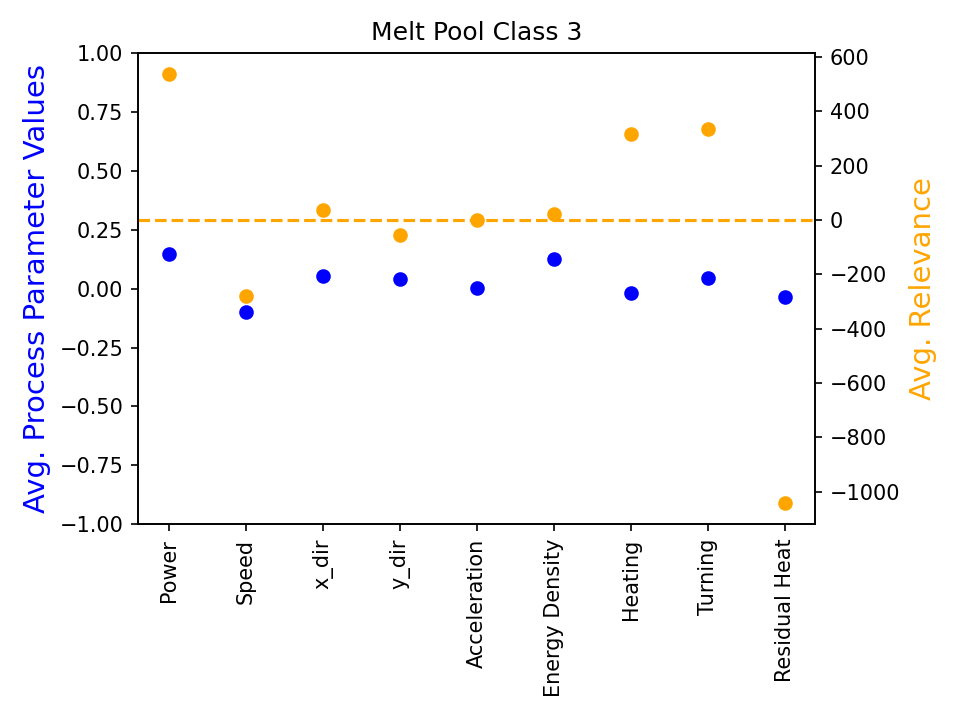 Melt Pool Class 3
Avg. Process Parameter Values
1.00
0.75
0.50
0.25
0.00
−0.25
−0.50
−0.75
−1.00
600
400
200
0
−200
−400
−600
−800
−1000
Avg. Relevance
Power
Speed
x_dir
y_dir
Acceleration
Energy Density
Heating
Turning
Residual Heat